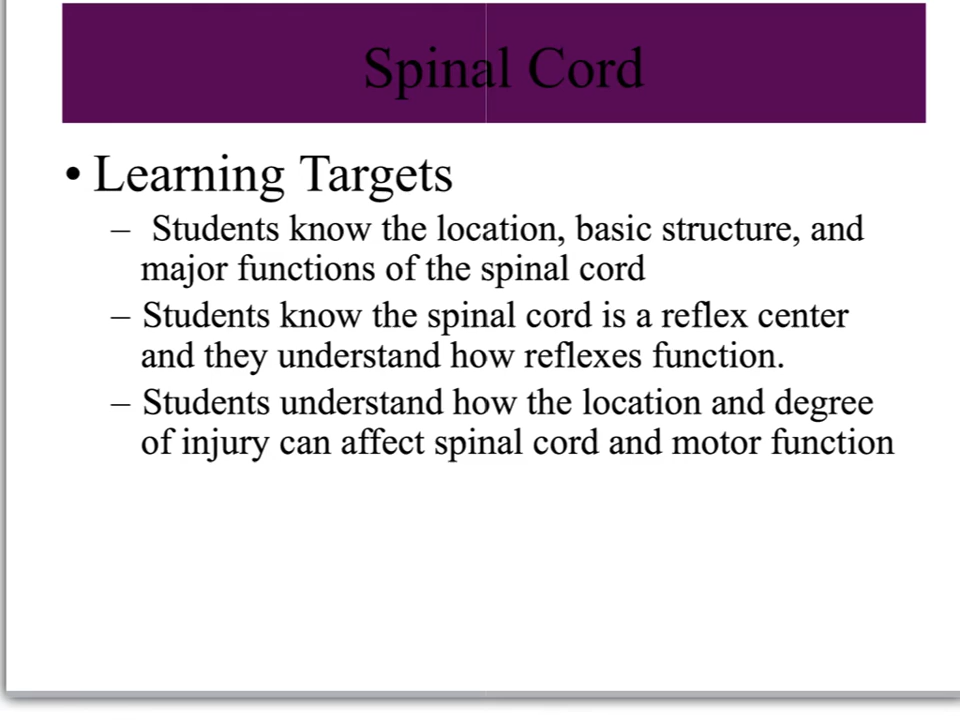 Spinal Cord
• Learning Targets
– Students know the location, basic structure, and
major functions of the spinal cord
– Students know the spinal cord is a reflex center
and they understand how reflexes function.
– Students understand how the location and degree
of injury can affect spinal cord and motor function